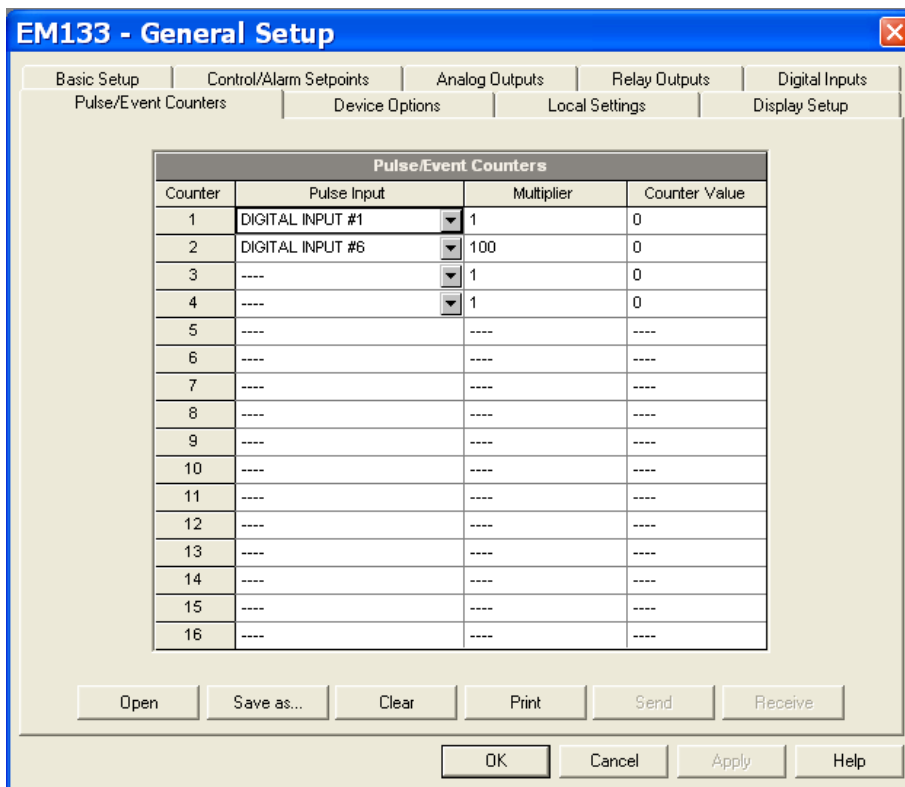 EM133 - General Setup
Basic Setup Control/Alarm Setpoints Analog Outputs Relay Outputs Digital Inputs
Pulse/Event Counters Device Options Local Settings Display Setup
Pulse/Event Counters
Counter Pulse Input Multiplier Counter Value
1 DIGITAL INPUT #1 1 0
2 DIGITAL INPUT #6 100 0
3 ---- 1 0
4 ---- 1 0
5 ---- ---- ----
6 ---- ---- ----
7 ---- ---- ----
8 ---- ---- ----
9 ---- ---- ----
10 ---- ---- ----
11 ---- ---- ----
12 ---- ---- ----
13 ---- ---- ----
14 ---- ---- ----
15 ---- ---- ----
16 ---- ---- ----
Open Save as... Clear Print Send Receive
OK Cancel Apply Help